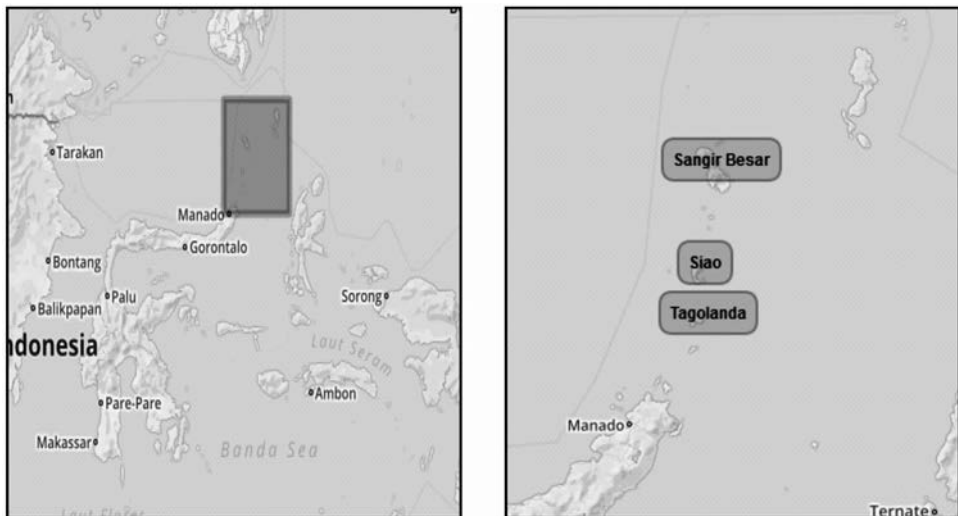 Tarakan
Manado
Gorontalo
Bontang
Palu
Balikpapan
Sorong
ndonesia
Laut Seram
Ambon
Pare-Pare
Makassar
Banda Sea
Sangir Besar
Siao
Tagolanda
Manado
Ternate